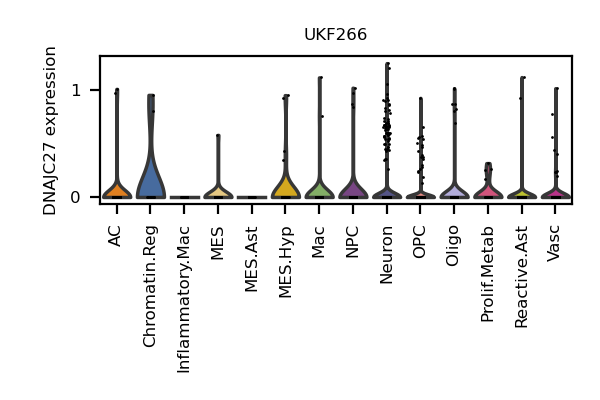 UKF266
DNAJC27 expression
1
0
AC
Chromatin.Reg
Inflammatory.Mac
MES
MES.Ast
MES.Hyp
Mac
NPC
Neuron
OPC
Oligo
Prolif.Metab
Reactive.Ast
Vasc